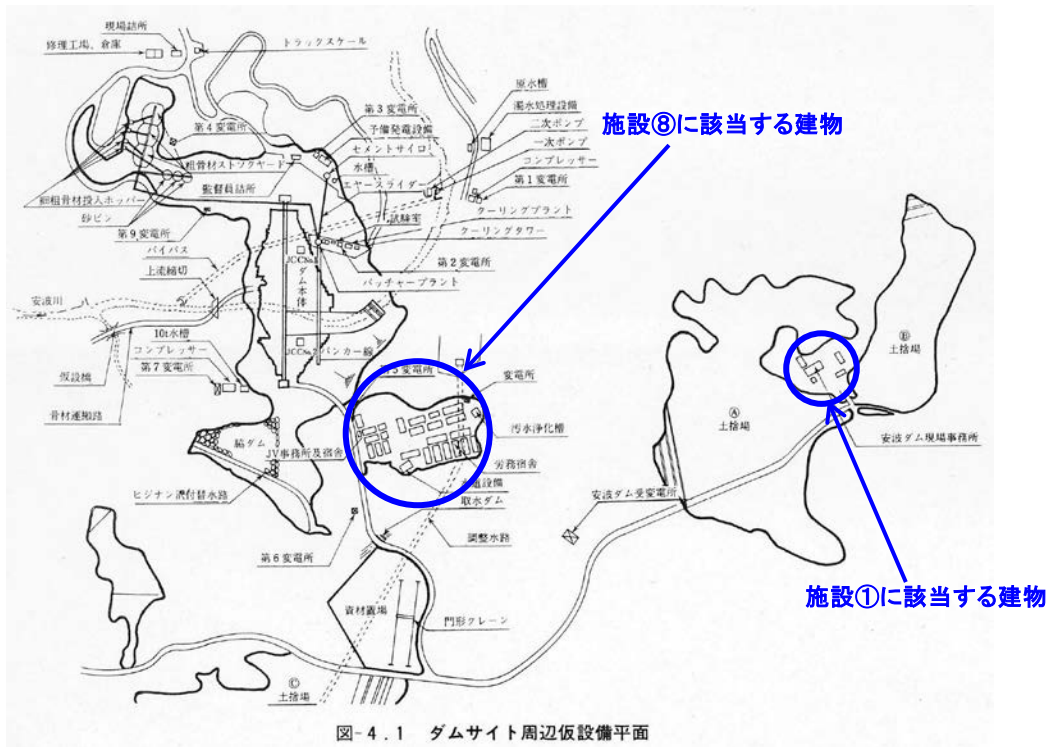 現場詰所
修理工場、倉庫
トラックスケール
原水槽
濁水処理設備
二次ポンプ
一次ポンプ
コンプレッサー
第1変電所
第3変電所
予備発電設備
セメントサイロ
水槽
エヤースライダー
第4変電所
粗骨材ストックヤード
監督員詰所
細粗骨材投入ホッパー
砂ビン
第9変電所
バイパス
上流締切
試験室
クーリングプラント
クーリングタワー
第2変電所
バッチャープラント
JCCNo.1
ダム本体
JCCNo.2
バンカー線
安波川
10t水槽
コンプレッサー
第7変電所
仮設橋
骨材運搬路
脇ダム
JV事務所及宿舎
ヒジナン沢付替水路
第5変電所
変電所
汚水浄化槽
労務宿舎
取水ダム
調整水路
第6変電所
資材置場
門形クレーン
Ⓒ
土捨場
安波ダム受変電所
Ⓐ
土捨場
Ⓑ
土捨場
安波ダム現場事務所
施設⑧に該当する建物
施設①に該当する建物
図-4.1 ダムサイト周辺仮設備平面